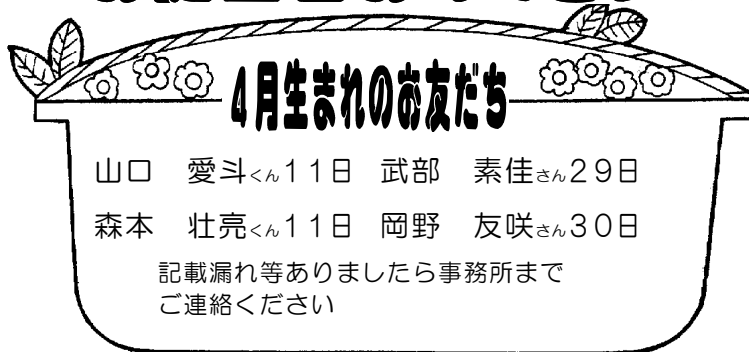 4月生まれのお友だち
山口　愛斗くん11日　武部　素佳さん29日
森本　壮亮くん11日　岡野　友咲さん30日
記載漏れ等ありましたら事務所まで
ご連絡ください